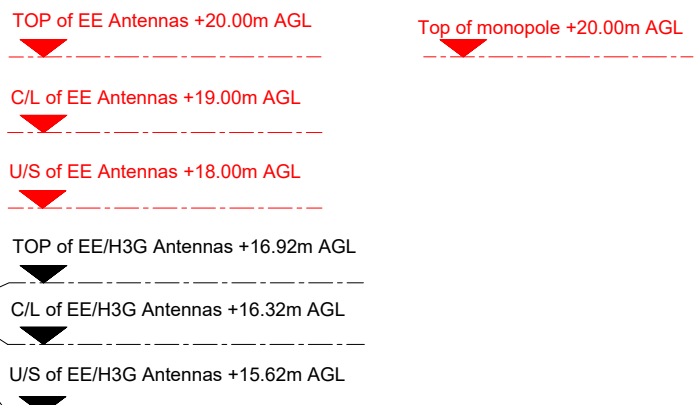 TOP of EE Antennas +20.00m AGL
Top of monopole +20.00m AGL
C/L of EE Antennas +19.00m AGL
U/S of EE Antennas +18.00m AGL
TOP of EE/H3G Antennas +16.92m AGL
C/L of EE/H3G Antennas +16.32m AGL
U/S of EE/H3G Antennas +15.62m AGL